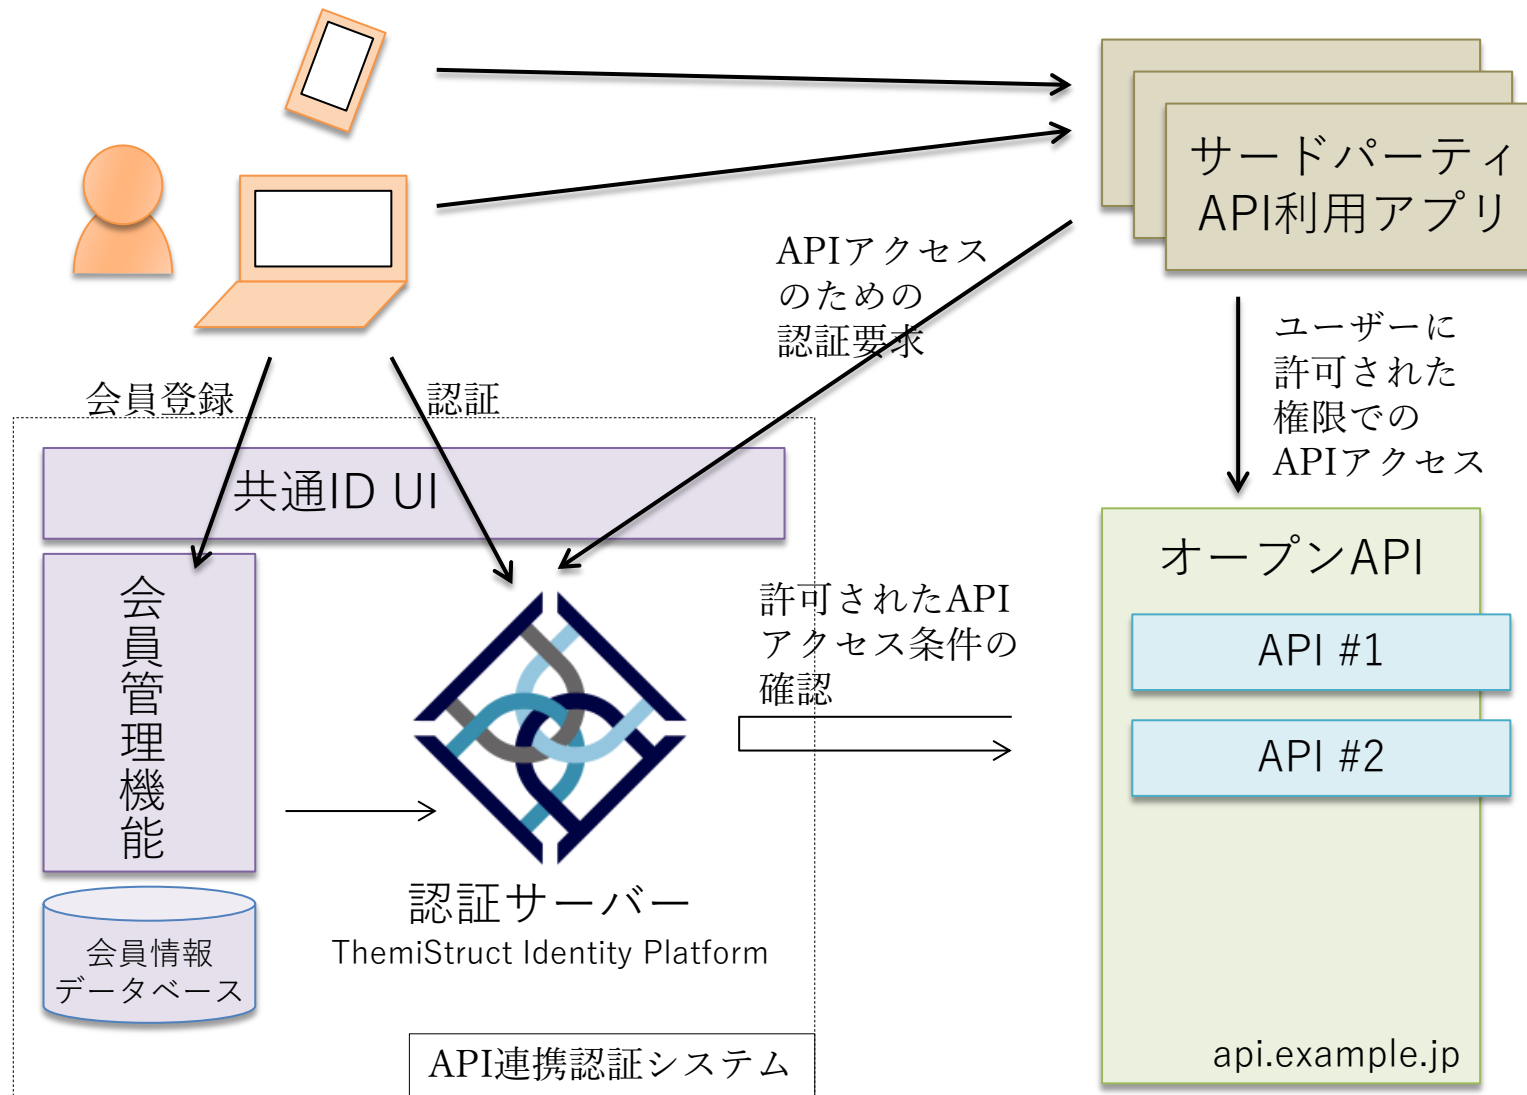 サードパーティ
API利用アプリ
APIアクセス
のための
認証要求
ユーザーに
許可された
権限での
APIアクセス
会員登録
認証
共通ID UI
会員管理機能
オープンAPI
API #1
API #2
許可されたAPI
アクセス条件の
確認
認証サーバー
ThemiStruct Identity Platform
会員情報
データベース
API連携認証システム
api.example.jp